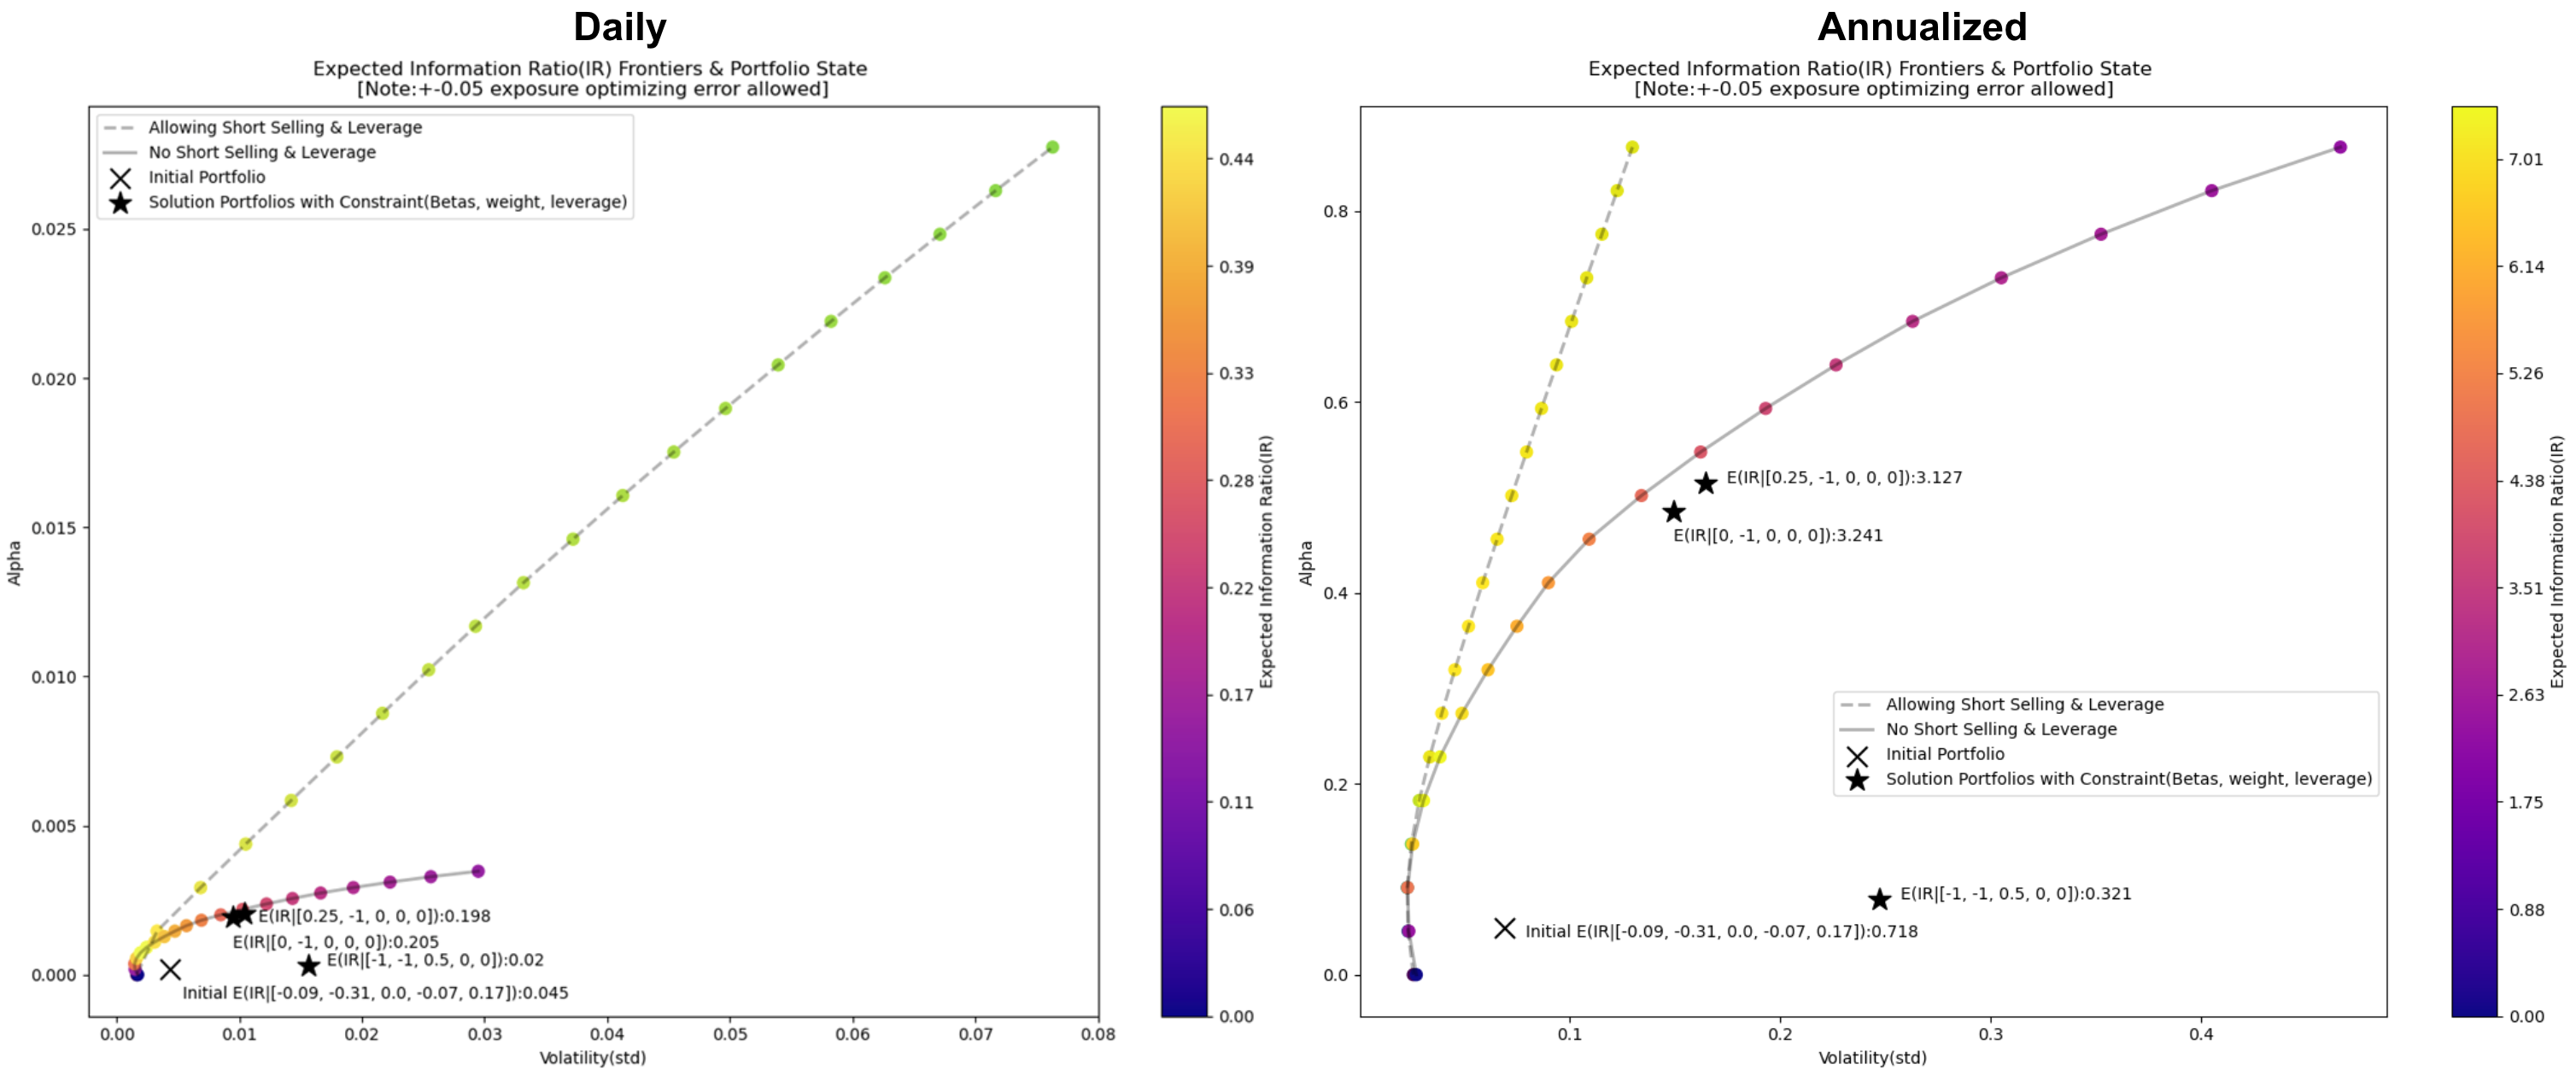 Daily
Expected Information Ratio(IR) Frontiers & Portfolio State
[Note:+-0.05 exposure optimizing error allowed]
Allowing Short Selling & Leverage
No Short Selling & Leverage
Initial Portfolio
Solution Portfolios with Constraint(Betas, weight, leverage)
0.025
0.020
0.015
0.010
0.005
0.000
Alpha
E(IR|[0.25, -1, 0, 0, 0]):0.198
E(IR|[0, -1, 0, 0, 0]):0.205
E(IR|[-1, -1, 0.5, 0, 0]):0.02
Initial E(IR|[-0.09, -0.31, 0.0, -0.07, 0.17]):0.045
0.00
0.01
0.02
0.03
0.04
0.05
0.06
0.07
0.08
Volatility(std)
0.44
0.39
0.33
0.28
0.22
0.17
0.11
0.06
0.00
Expected Information Ratio(IR)
Annualized
Expected Information Ratio(IR) Frontiers & Portfolio State
[Note:+-0.05 exposure optimizing error allowed]
0.8
0.6
0.4
0.2
0.0
Alpha
E(IR|[0.25, -1, 0, 0, 0]):3.127
E(IR|[0, -1, 0, 0, 0]):3.241
Allowing Short Selling & Leverage
No Short Selling & Leverage
Initial Portfolio
Solution Portfolios with Constraint(Betas, weight, leverage)
E(IR|[-1, -1, 0.5, 0, 0]):0.321
Initial E(IR|[-0.09, -0.31, 0.0, -0.07, 0.17]):0.718
0.1
0.2
0.3
0.4
Volatility(std)
7.01
6.14
5.26
4.38
3.51
2.63
1.75
0.88
0.00
Expected Information Ratio(IR)